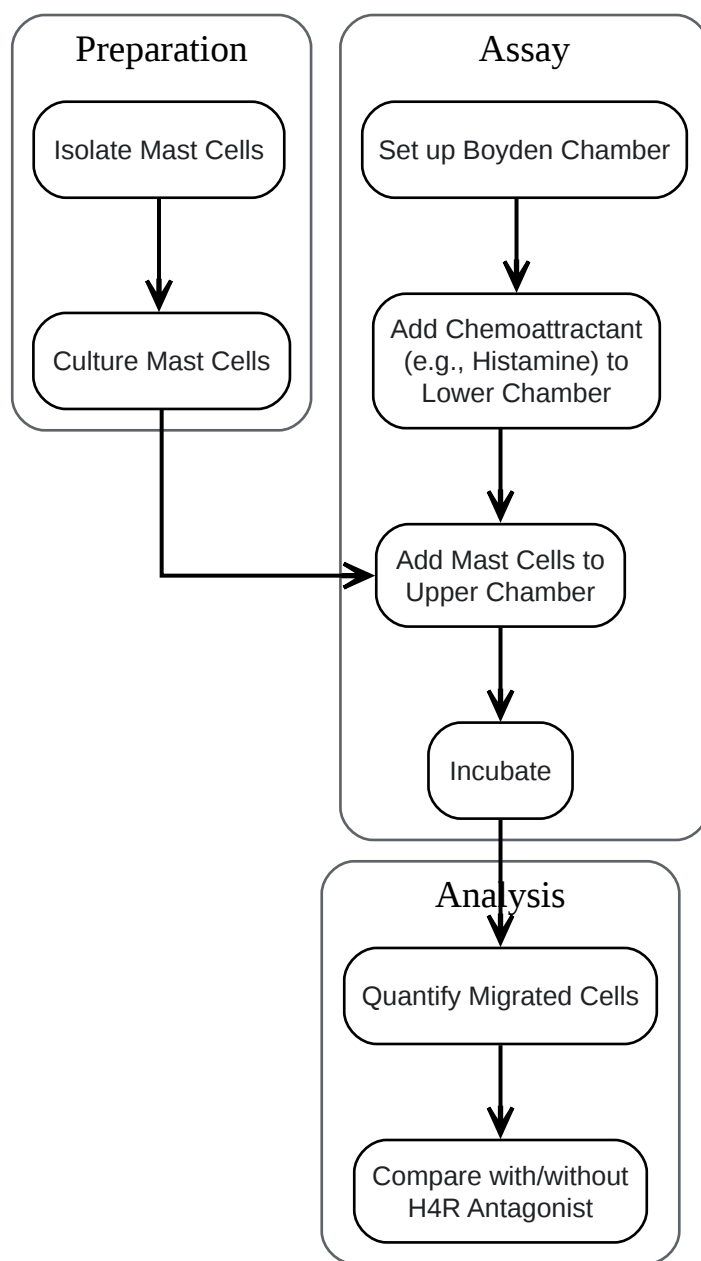 Preparation
Isolate Mast Cells
Culture Mast Cells
Assay
Set up Boyden Chamber
Add Chemoattractant
(e.g., Histamine) to
Lower Chamber
Add Mast Cells to
Upper Chamber
Incubate
Analysis
Quantify Migrated Cells
Compare with/without
H4R Antagonist